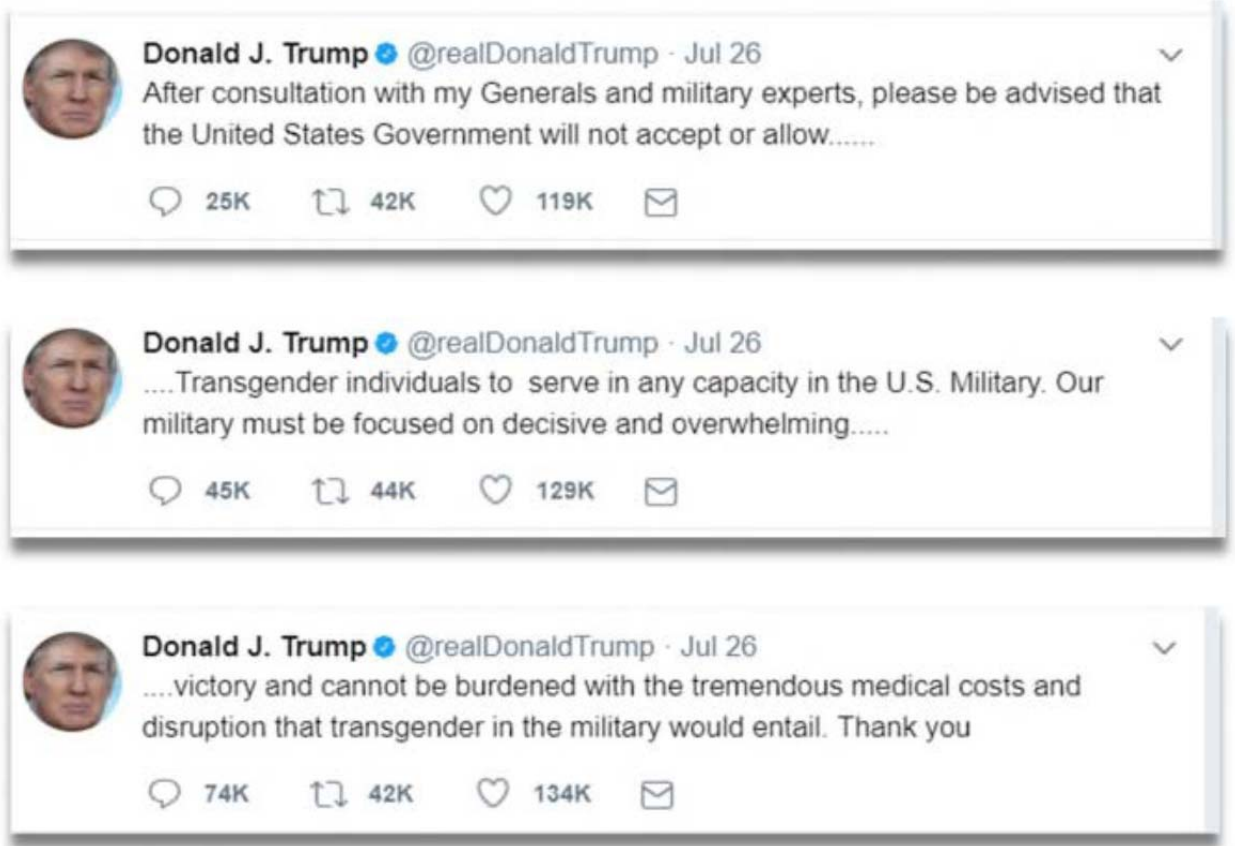 Donald J. Trump @realDonaldTrump · Jul 26
After consultation with my Generals and military experts, please be advised that
the United States Government will not accept or allow......
25K 42K 119K
Donald J. Trump @realDonaldTrump · Jul 26
....Transgender individuals to serve in any capacity in the U.S. Military. Our
military must be focused on decisive and overwhelming.....
45K 44K 129K
Donald J. Trump @realDonaldTrump · Jul 26
....victory and cannot be burdened with the tremendous medical costs and
disruption that transgender in the military would entail. Thank you
74K 42K 134K